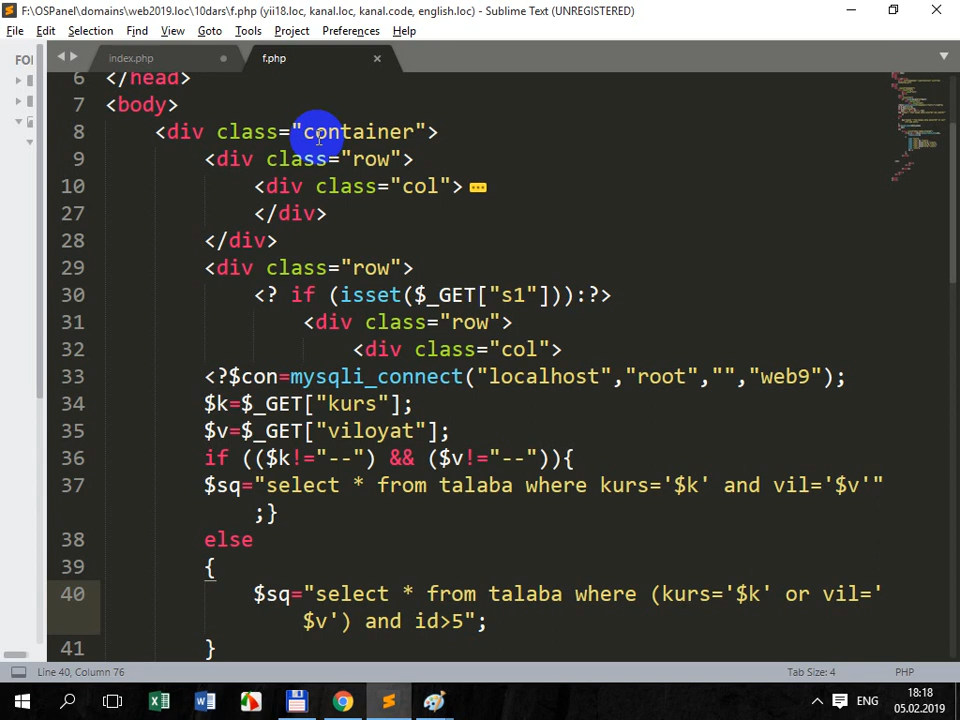 F:\OSPanel\domains\web2019.loc\10dars\f.php (yii18.loc, kanal.loc, kanal.code, english.loc) - Sublime Text (UNREGISTERED)
File Edit Selection Find View Goto Tools Project Preferences Help
FOI
index.php f.php
6 </head>
7 <body>
8 <div class="container">
9 <div class="row">
10 <div class="col">
27 </div>
28 </div>
29 <div class="row">
30 <? if (isset($_GET["s1"])):?>
31 <div class="row">
32 <div class="col">
33 <?$con=mysqli_connect("localhost","root","","web9");
34 $k=$_GET["kurs"];
35 $v=$_GET["viloyat"];
36 if (($k!="--") && ($v!="--")){
37 $sq="select * from talaba where kurs='$k' and vil='$v'"
;}
38 else
39 {
40 $sq="select * from talaba where (kurs='$k' or vil='
$v') and id>5";
41 }
Line 40, Column 76 Tab Size: 4 PHP
ENG 18:18
05.02.2019